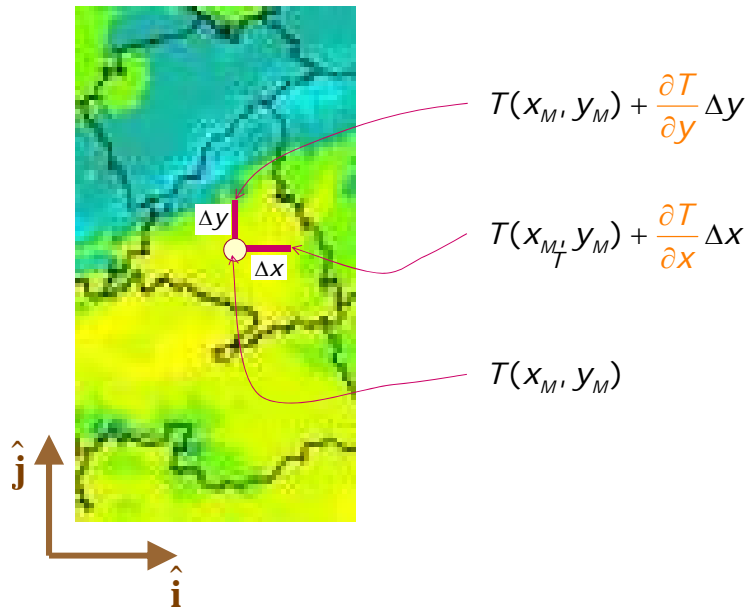 T(x_M, y_M) + ∂T/∂y Δy
Δy
T(x_M, y_M) + ∂T/∂x Δx
T
Δx
T(x_M, y_M)
ĵ
î